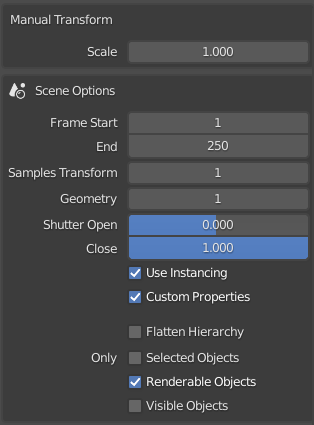 Manual Transform
Scale 1.000
Scene Options
Frame Start 1
End 250
Samples Transform 1
Geometry 1
Shutter Open 0.000
Close 1.000
Use Instancing
Custom Properties
Flatten Hierarchy
Only Selected Objects
Renderable Objects
Visible Objects